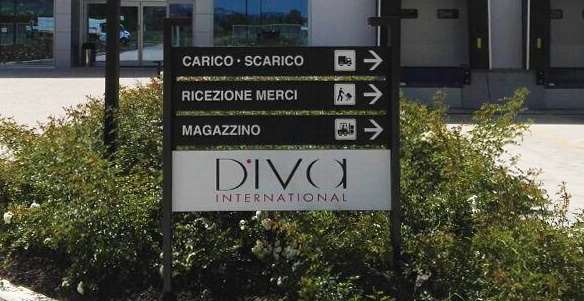 CARICO · SCARICO
RICEZIONE MERCI
MAGAZZINO
DIVA
INTERNATIONAL